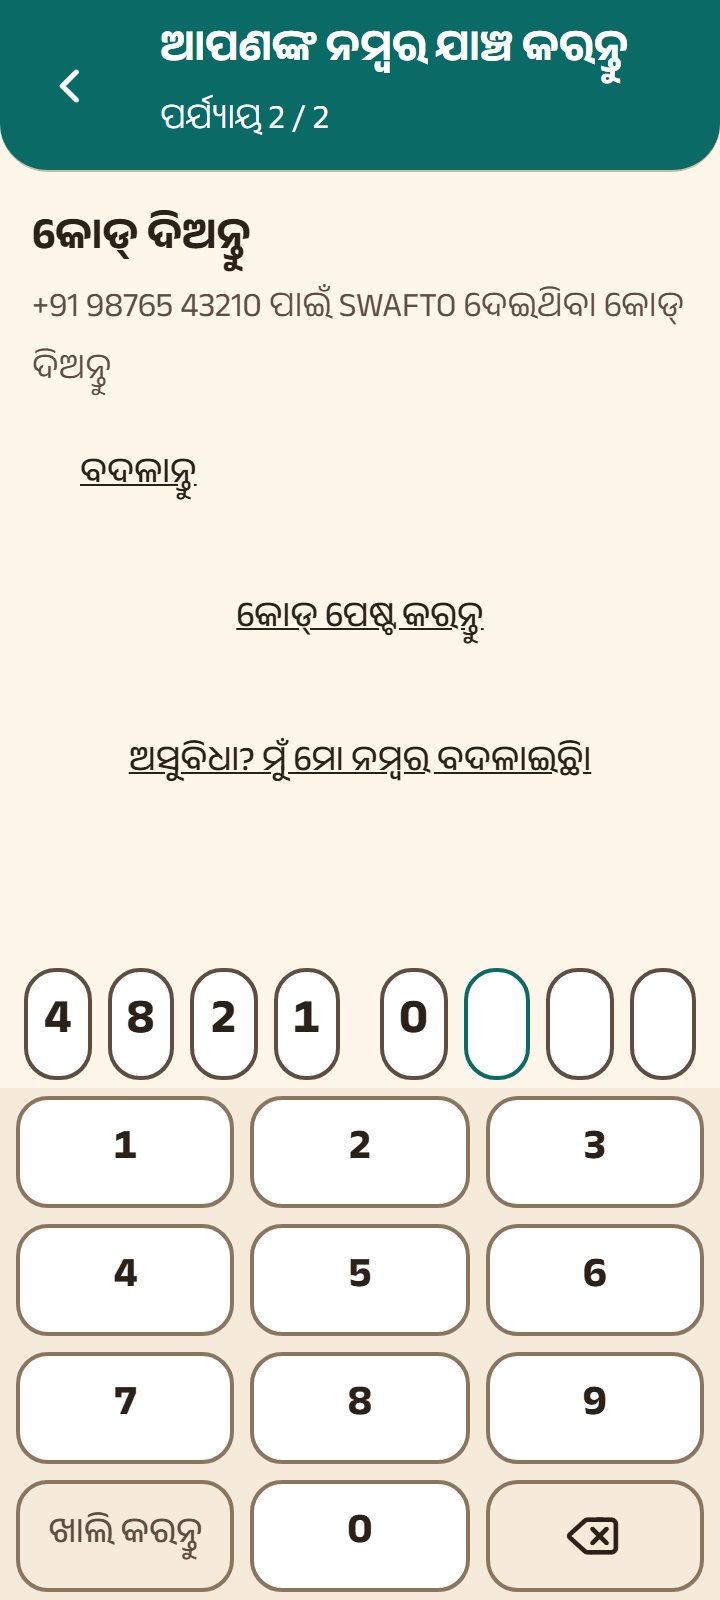 ଆପଣଙ୍କ ନମ୍ବର ଯାଞ୍ଚ କରନ୍ତୁ
ପର୍ଯ୍ୟାୟ 2 / 2
କୋଡ୍ ଦିଅନ୍ତୁ
+91 98765 43210 ପାଇଁ SWAFTO ଦେଇଥିବା କୋଡ୍
ଦିଅନ୍ତୁ
ବଦଳାନ୍ତୁ
କୋଡ୍ ପେଷ୍ଟ କରନ୍ତୁ
ଅସୁବିଧା? ମୁଁ ମୋ ନମ୍ବର ବଦଳାଇଛି।
4 8 2 1 0
1 2 3
4 5 6
7 8 9
ଖାଲି କରନ୍ତୁ 0